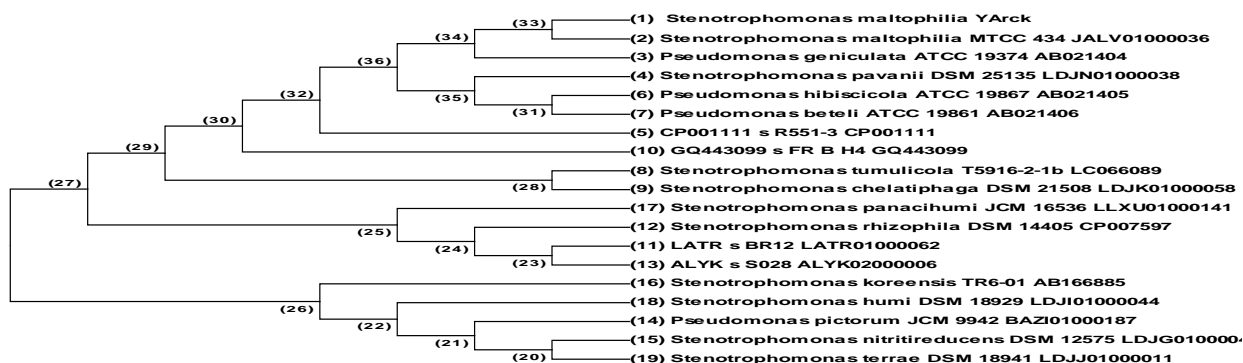 (1) Stenotrophomonas maltophilia YArck
(33)
(2) Stenotrophomonas maltophilia MTCC 434 JALV01000036
(34)
(3) Pseudomonas geniculata ATCC 19374 AB021404
(36)
(4) Stenotrophomonas pavanii DSM 25135 LDJN01000038
(35)
(6) Pseudomonas hibiscicola ATCC 19867 AB021405
(32)
(31)
(7) Pseudomonas beteli ATCC 19861 AB021406
(30)
(5) CP001111 s R551-3 CP001111
(29)
(10) GQ443099 s FR B H4 GQ443099
(8) Stenotrophomonas tumulicola T5916-2-1b LC066089
(27)
(28)
(9) Stenotrophomonas chelatiphaga DSM 21508 LDJK01000058
(17) Stenotrophomonas panacihumi JCM 16536 LLXU01000141
(25)
(12) Stenotrophomonas rhizophila DSM 14405 CP007597
(24)
(11) LATR s BR12 LATR01000062
(23)
(13) ALYK s S028 ALYK02000006
(16) Stenotrophomonas koreensis TR6-01 AB166885
(26)
(18) Stenotrophomonas humi DSM 18929 LDJI01000044
(22)
(14) Pseudomonas pictorum JCM 9942 BAZI01000187
(21)
(15) Stenotrophomonas nitritireducens DSM 12575
(20)
(19) Stenotrophomonas terrae DSM 18941 LDJJ01000011